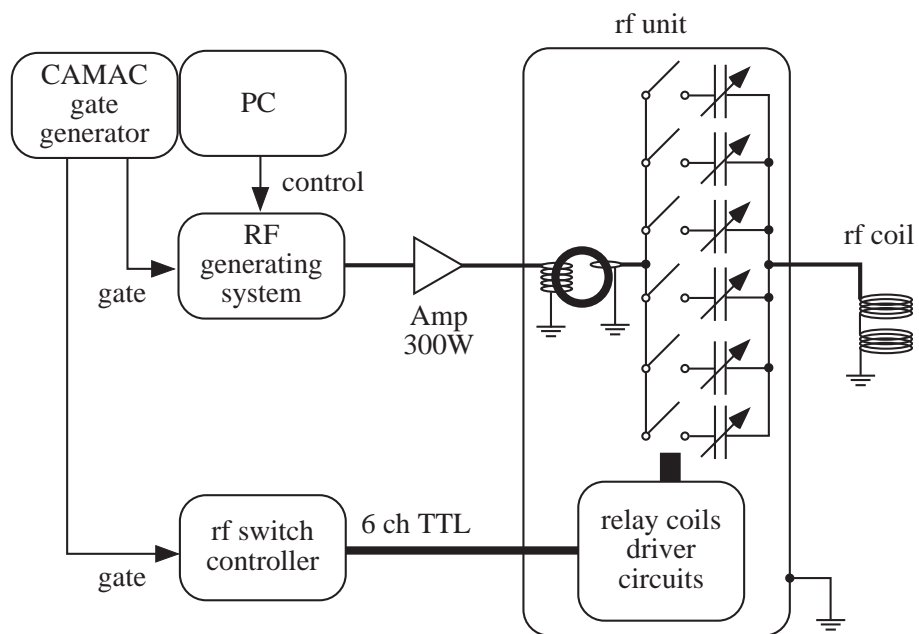 rf unit
CAMAC
gate
generator
PC
control
RF
generating
system
gate
Amp
300W
rf coil
6 ch TTL
rf switch
controller
gate
relay coils
driver
circuits